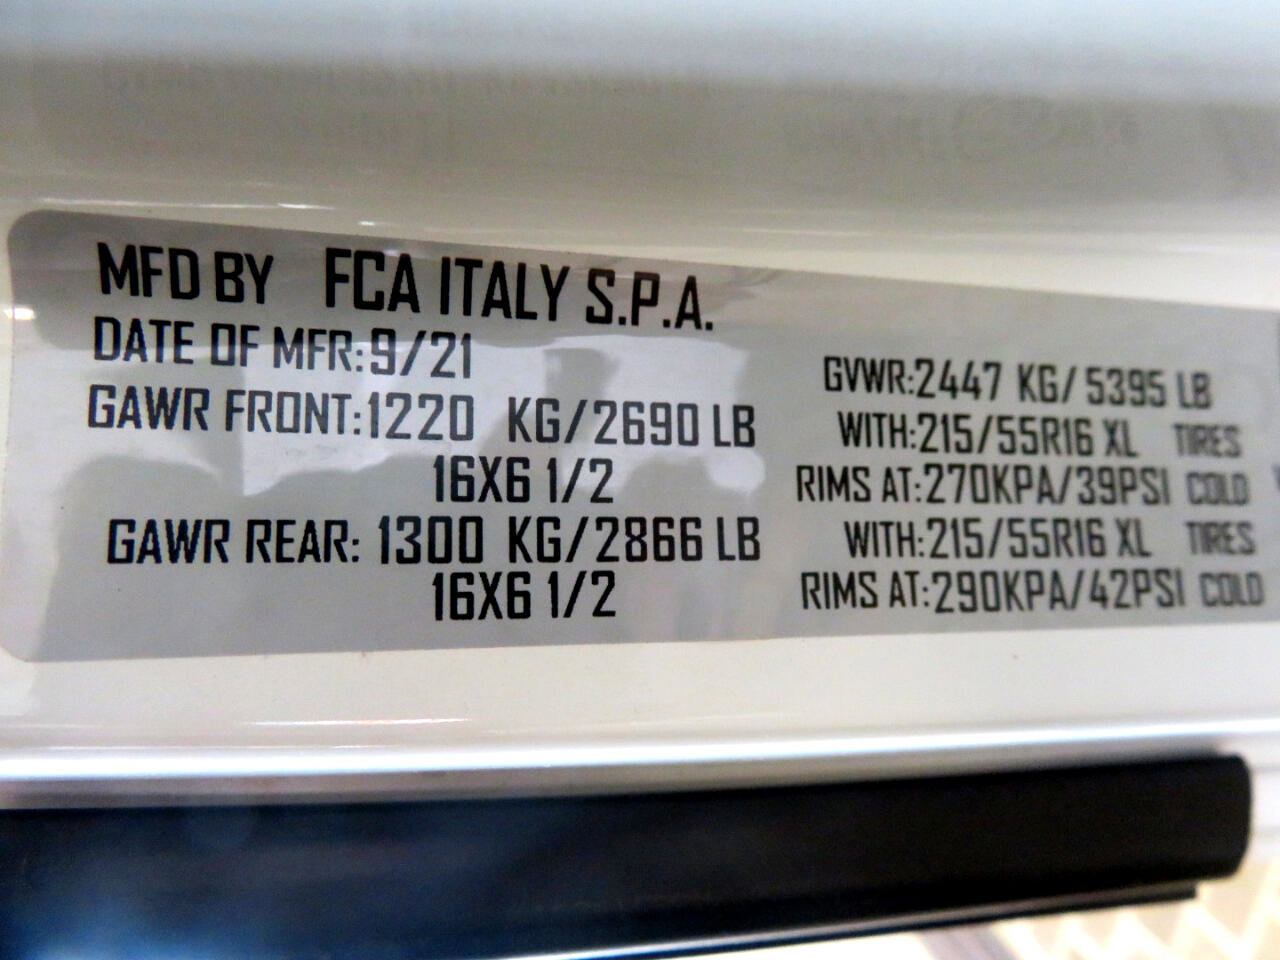 MFD BY FCA ITALY S.P.A.
DATE OF MFR:9/21
GVWR:2447 KG/5395 LB
GAWR FRONT:1220 KG/2690 LB WITH:215/55R16 XL TIRES
16X6 1/2 RIMS AT:270KPA/39PSI COLD
GAWR REAR: 1300 KG/2866 LB WITH:215/55R16 XL TIRES
16X6 1/2 RIMS AT:290KPA/42PSI COLD